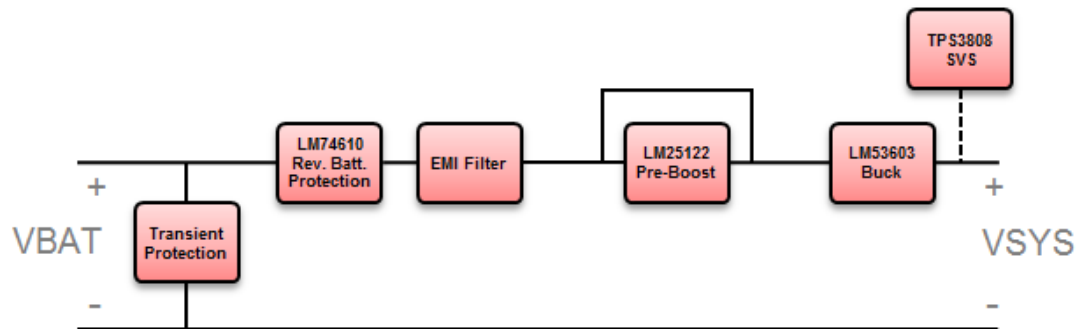 TPS3808
SVS
LM74610
Rev. Batt.
Protection
EMI Filter
LM25122
Pre-Boost
LM53603
Buck
+
VBAT
-
Transient
Protection
+
VSYS
-